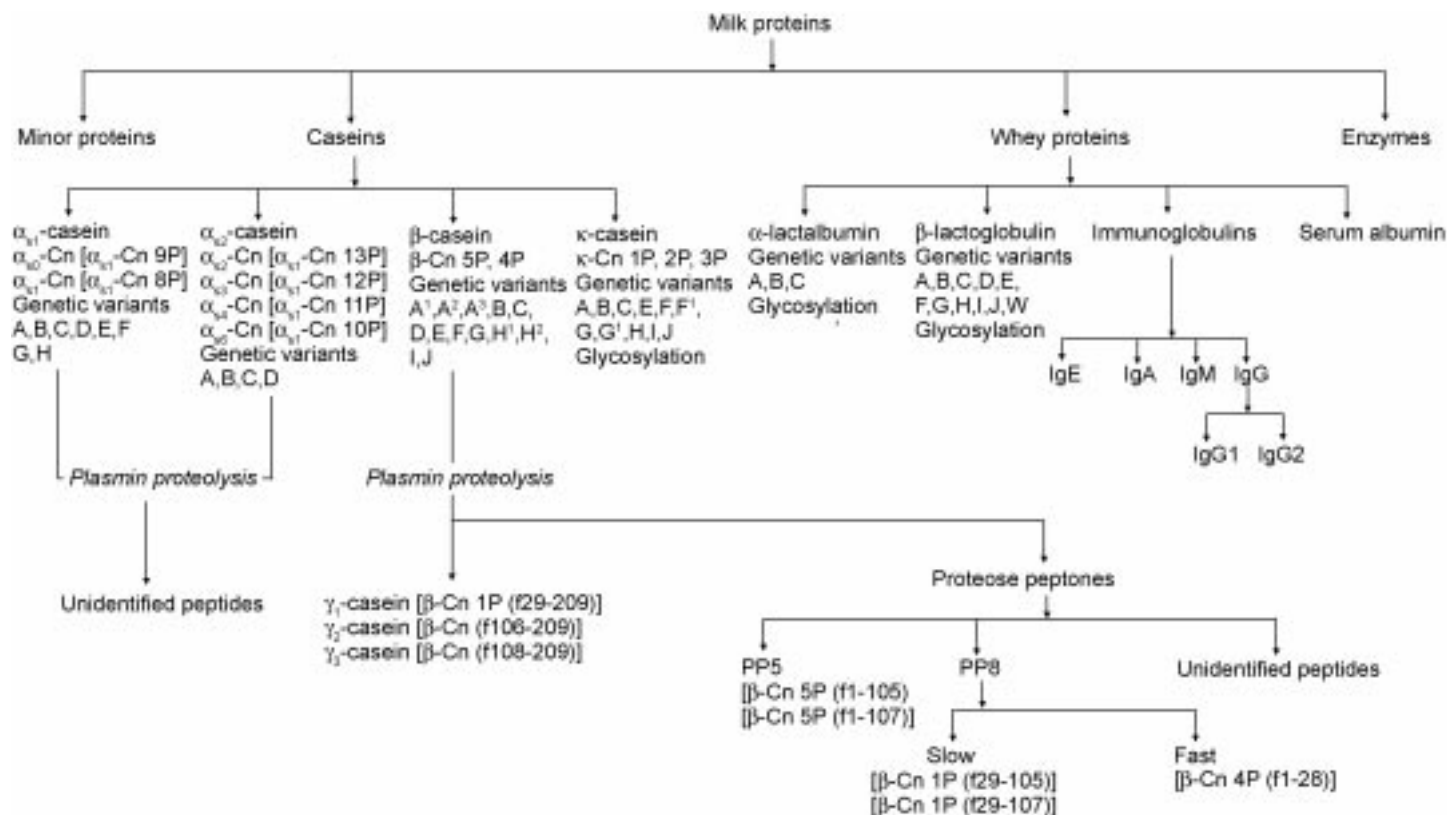 Milk proteins
Minor proteins
Caseins
Whey proteins
Enzymes
αs1-casein
αs0-Cn [αs1-Cn 9P]
αs1-Cn [αs1-Cn 8P]
Genetic variants
A,B,C,D,E,F
G,H
αs2-casein
αs2-Cn [αs1-Cn 13P]
αs3-Cn [αs1-Cn 12P]
αs4-Cn [αs1-Cn 11P]
αs6-Cn [αs1-Cn 10P]
Genetic variants
A,B,C,D
β-casein
β-Cn 5P, 4P
Genetic variants
A¹,A²,A³,B,C,
D,E,F,G,H¹,H²,
I,J
κ-casein
κ-Cn 1P, 2P, 3P
Genetic variants
A,B,C,E,F,F¹,
G,G¹,H,I,J
Glycosylation
α-lactalbumin
Genetic variants
A,B,C
Glycosylation
β-lactoglobulin
Genetic variants
A,B,C,D,E,
F,G,H,I,J,W
Glycosylation
Immunoglobulins
Serum albumin
IgE
IgA
IgM
IgG
IgG1
IgG2
Plasmin proteolysis
Plasmin proteolysis
Unidentified peptides
γ₁-casein [β-Cn 1P (f29-209)]
γ₂-casein [β-Cn (f106-209)]
γ₃-casein [β-Cn (f108-209)]
Proteose peptones
PP5
[β-Cn 5P (f1-105)
[β-Cn 5P (f1-107)]
PP8
Unidentified peptides
Slow
[β-Cn 1P (f29-105)]
[β-Cn 1P (f29-107)]
Fast
[β-Cn 4P (f1-28)]